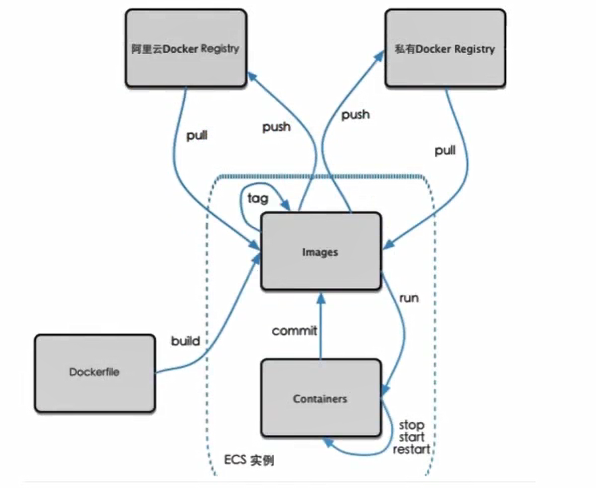 阿里云Docker Registry
私有Docker Registry
push
push
pull
pull
tag
Images
run
build
commit
Dockerfile
Containers
stop
start
restart
ECS 实例